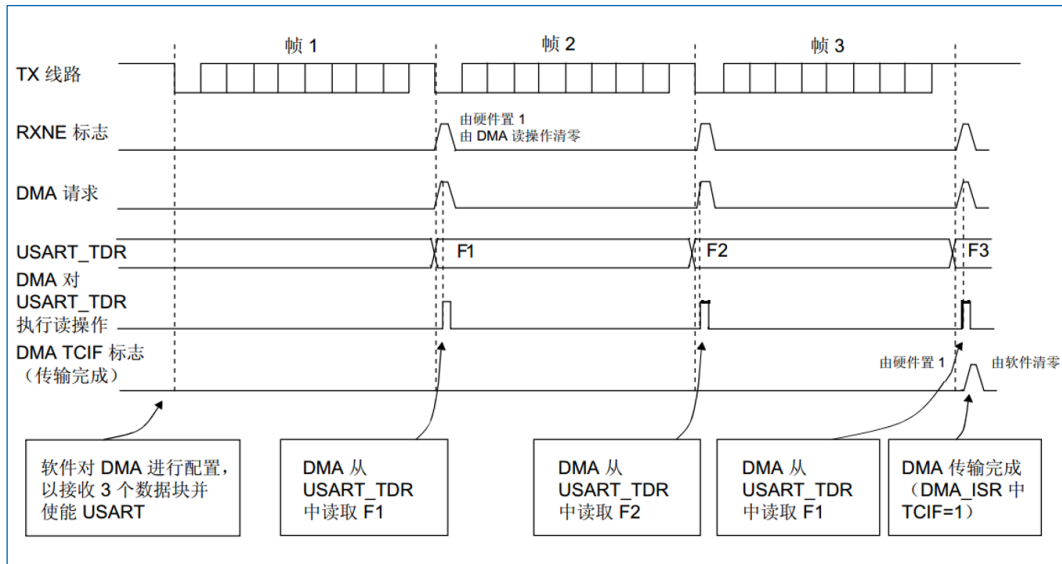 帧 1
帧 2
帧 3
TX 线路
RXNE 标志
由硬件置 1
由 DMA 读操作清零
DMA 请求
USART_TDR
F1
F2
F3
DMA 对
USART_TDR
执行读操作
DMA TCIF 标志
（传输完成）
由硬件置 1
由软件清零
软件对 DMA 进行配置，
以接收 3 个数据块并
使能 USART
DMA 从
USART_TDR
中读取 F1
DMA 从
USART_TDR
中读取 F2
DMA 从
USART_TDR
中读取 F1
DMA 传输完成
（DMA_ISR 中
TCIF=1）